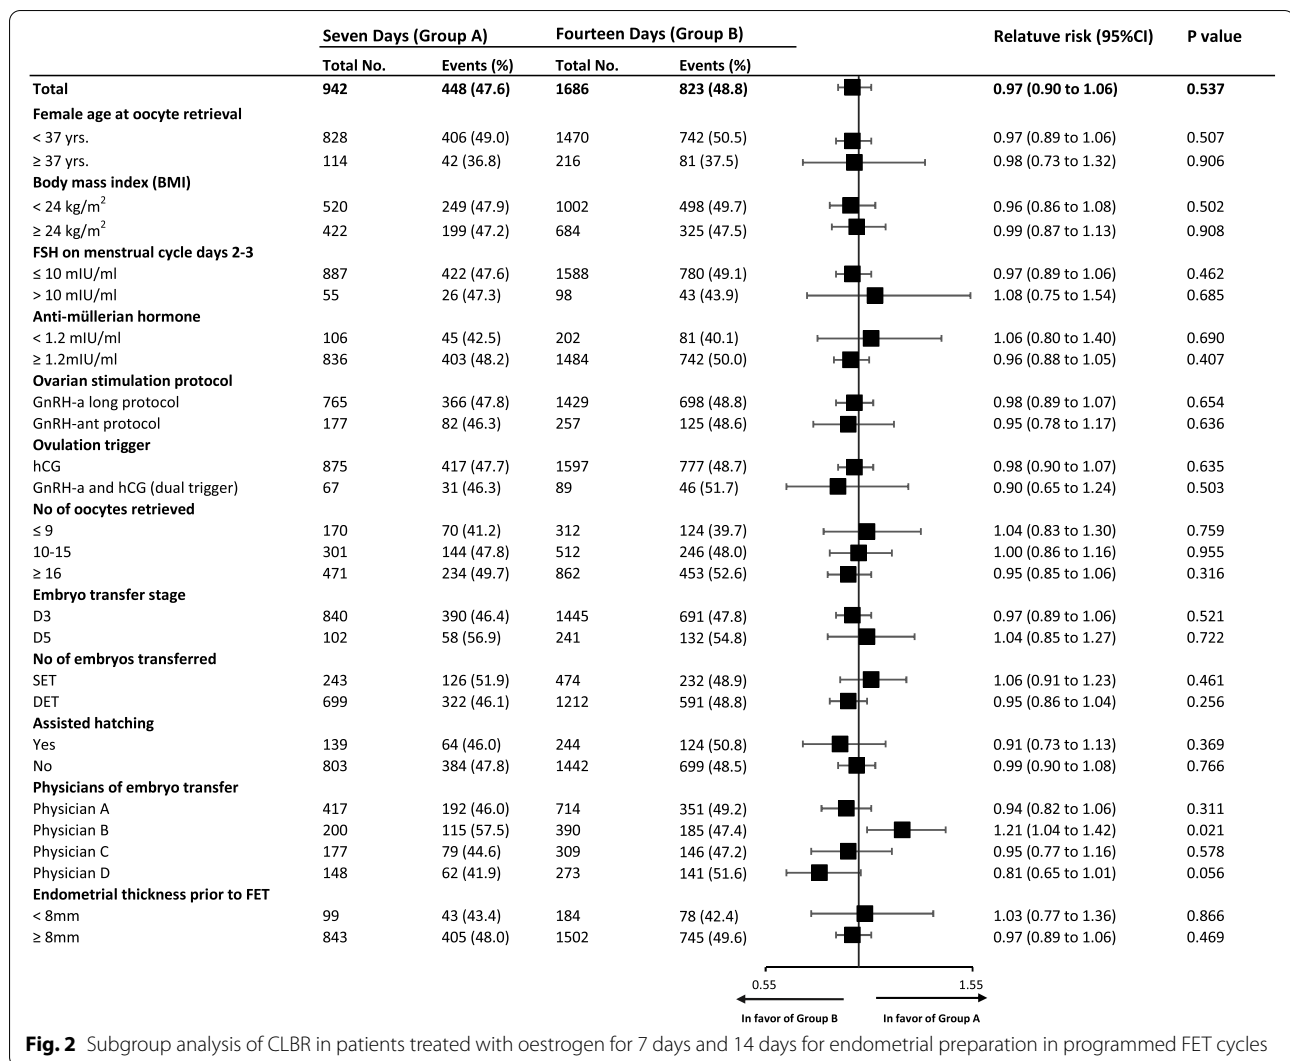 Seven Days (Group A) Fourteen Days (Group B) Relatuve risk (95%CI) P value
Total No. Events (%) Total No. Events (%)
Total 942 448 (47.6) 1686 823 (48.8) 0.97 (0.90 to 1.06) 0.537
Female age at oocyte retrieval
< 37 yrs. 828 406 (49.0) 1470 742 (50.5) 0.97 (0.89 to 1.06) 0.507
≥ 37 yrs. 114 42 (36.8) 216 81 (37.5) 0.98 (0.73 to 1.32) 0.906
Body mass index (BMI)
< 24 kg/m² 520 249 (47.9) 1002 498 (49.7) 0.96 (0.86 to 1.08) 0.502
≥ 24 kg/m² 422 199 (47.2) 684 325 (47.5) 0.99 (0.87 to 1.13) 0.908
FSH on menstrual cycle days 2-3
≤ 10 mIU/ml 887 422 (47.6) 1588 780 (49.1) 0.97 (0.89 to 1.06) 0.462
> 10 mIU/ml 55 26 (47.3) 98 43 (43.9) 1.08 (0.75 to 1.54) 0.685
Anti-müllerian hormone
< 1.2 mIU/ml 106 45 (42.5) 202 81 (40.1) 1.06 (0.80 to 1.40) 0.690
≥ 1.2mIU/ml 836 403 (48.2) 1484 742 (50.0) 0.96 (0.88 to 1.05) 0.407
Ovarian stimulation protocol
GnRH-a long protocol 765 366 (47.8) 1429 698 (48.8) 0.98 (0.89 to 1.07) 0.654
GnRH-ant protocol 177 82 (46.3) 257 125 (48.6) 0.95 (0.78 to 1.17) 0.636
Ovulation trigger
hCG 875 417 (47.7) 1597 777 (48.7) 0.98 (0.90 to 1.07) 0.635
GnRH-a and hCG (dual trigger) 67 31 (46.3) 89 46 (51.7) 0.90 (0.65 to 1.24) 0.503
No of oocytes retrieved
≤ 9 170 70 (41.2) 312 124 (39.7) 1.04 (0.83 to 1.30) 0.759
10-15 301 144 (47.8) 512 246 (48.0) 1.00 (0.86 to 1.16) 0.955
≥ 16 471 234 (49.7) 862 453 (52.6) 0.95 (0.85 to 1.06) 0.316
Embryo transfer stage
D3 840 390 (46.4) 1445 691 (47.8) 0.97 (0.89 to 1.06) 0.521
D5 102 58 (56.9) 241 132 (54.8) 1.04 (0.85 to 1.27) 0.722
No of embryos transferred
SET 243 126 (51.9) 474 232 (48.9) 1.06 (0.91 to 1.23) 0.461
DET 699 322 (46.1) 1212 591 (48.8) 0.95 (0.86 to 1.04) 0.256
Assisted hatching
Yes 139 64 (46.0) 244 124 (50.8) 0.91 (0.73 to 1.13) 0.369
No 803 384 (47.8) 1442 699 (48.5) 0.99 (0.90 to 1.08) 0.766
Physicians of embryo transfer
Physician A 417 192 (46.0) 714 351 (49.2) 0.94 (0.82 to 1.06) 0.311
Physician B 200 115 (57.5) 390 185 (47.4) 1.21 (1.04 to 1.42) 0.021
Physician C 177 79 (44.6) 309 146 (47.2) 0.95 (0.77 to 1.16) 0.578
Physician D 148 62 (41.9) 273 141 (51.6) 0.81 (0.65 to 1.01) 0.056
Endometrial thickness prior to FET
< 8mm 99 43 (43.4) 184 78 (42.4) 1.03 (0.77 to 1.36) 0.866
≥ 8mm 843 405 (48.0) 1502 745 (49.6) 0.97 (0.89 to 1.06) 0.469
0.55 1.55
In favor of Group B In favor of Group A
Fig. 2 Subgroup analysis of CLBR in patients treated with oestrogen for 7 days and 14 days for endometrial preparation in programmed FET cycles